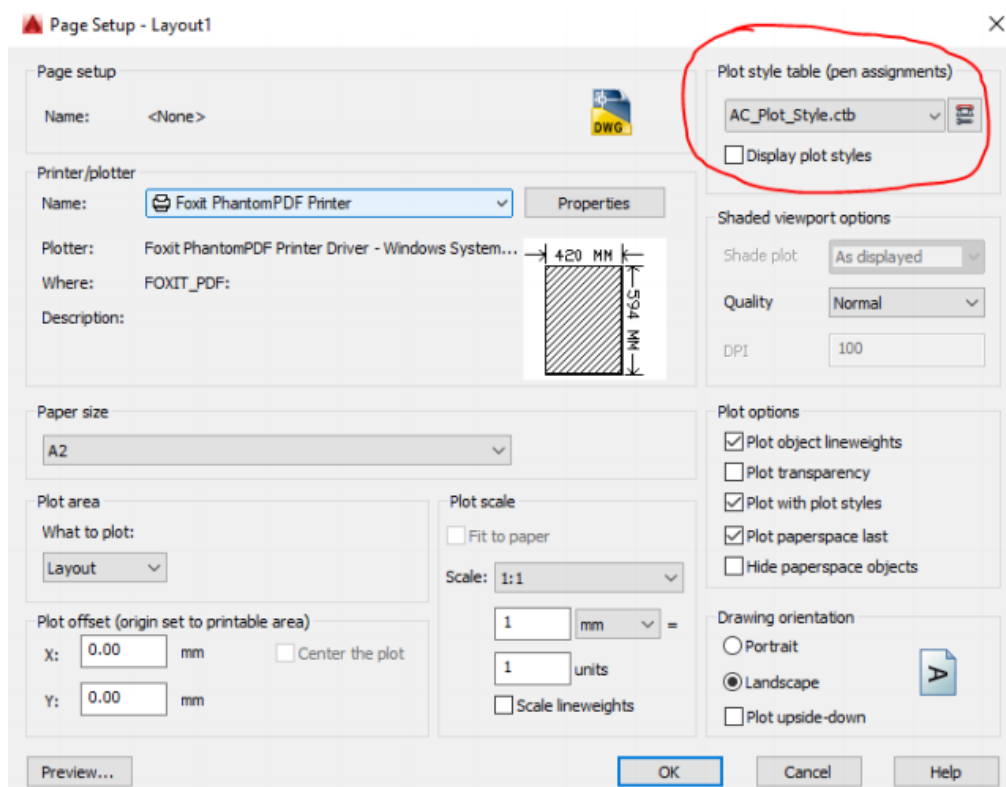 Page Setup - Layout1
Page setup
Name: <None>
DWG
Printer/plotter
Name: Foxit PhantomPDF Printer
Properties
Plotter: Foxit PhantomPDF Printer Driver - Windows System...
Where: FOXIT_PDF:
Description:
420 MM
594 MM
Paper size
A2
Plot area
What to plot:
Layout
Plot offset (origin set to printable area)
X: 0.00 mm
Center the plot
Y: 0.00 mm
Plot scale
Fit to paper
Scale: 1:1
1 mm =
1 units
Scale lineweights
Plot style table (pen assignments)
AC_Plot_Style.ctb
Display plot styles
Shaded viewport options
Shade plot As displayed
Quality Normal
DPI 100
Plot options
Plot object lineweights
Plot transparency
Plot with plot styles
Plot paperspace last
Hide paperspace objects
Drawing orientation
Portrait
Landscape
A
Plot upside-down
Preview...
OK
Cancel
Help